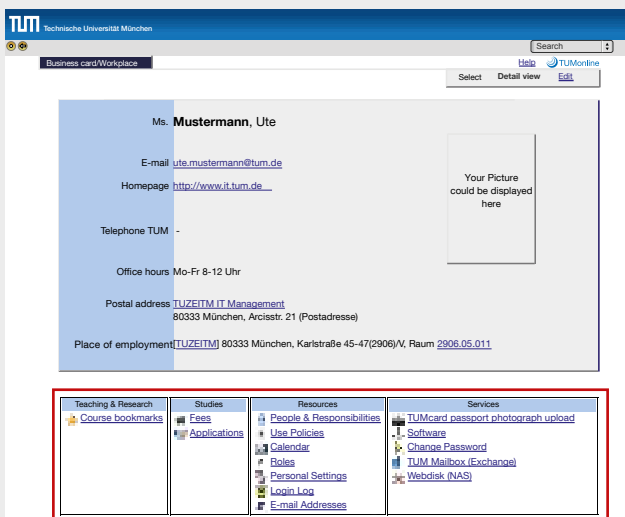 TUM Technische Universität München
Search
Business card/Workplace
Help TUMonline
Select Detail view Edit
Ms. Mustermann, Ute
E-mail ute.mustermann@tum.de
Homepage http://www.it.tum.de
Your Picture
could be displayed
here
Telephone TUM -
Office hours Mo-Fr 8-12 Uhr
Postal address TUZEITM IT Management
80333 München, Arcisstr. 21 (Postadresse)
Place of employment [TUZEITM] 80333 München, Karlstraße 45-47(2906)/V, Raum 2906.05.011
Teaching & Research
Course bookmarks
Studies
Fees
Applications
Resources
People & Responsibilities
Use Policies
Calendar
Roles
Personal Settings
Login Log
E-mail Addresses
Services
TUMcard passport photograph upload
Software
Change Password
TUM Mailbox (Exchange)
Webdisk (NAS)